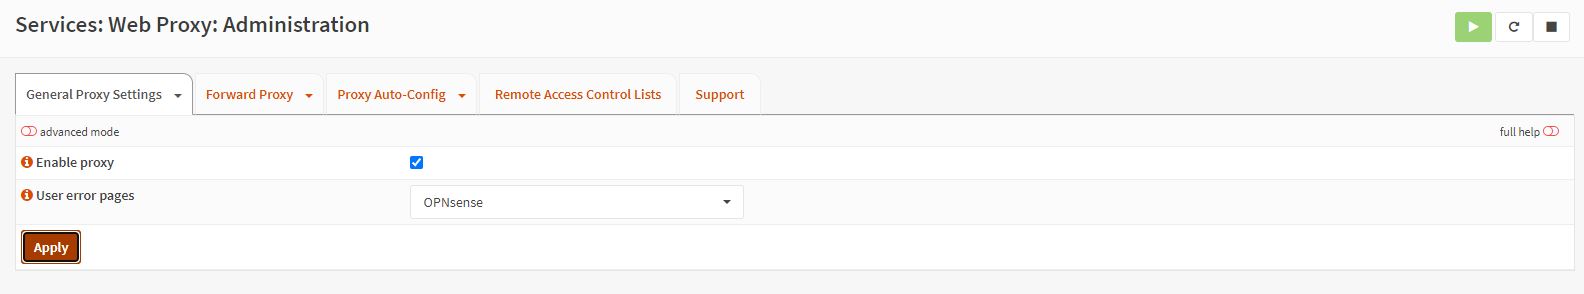 Services: Web Proxy: Administration
General Proxy Settings
Forward Proxy
Proxy Auto-Config
Remote Access Control Lists
Support
advanced mode
full help
Enable proxy
User error pages
OPNsense
Apply